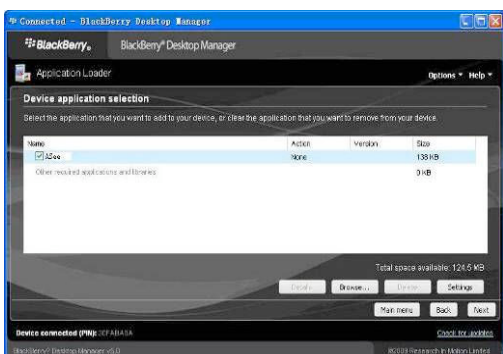 Connected - BlackBerry Desktop Manager
BlackBerry® BlackBerry® Desktop Manager
Application Loader Options Help
Device application selection
Select the application that you want to add to your device, or clear the application that you want to remove from your device.
Name Action Version Size
ASee None 138 KB
Other required applications and libraries 0 KB
Total space available: 124.5 MB
Details Browse... Delete Settings
Main menu Back Next
Device connected (PIN): Check for updates
BlackBerry® Desktop Manager v5.0 ©2009 Research In Motion Limited